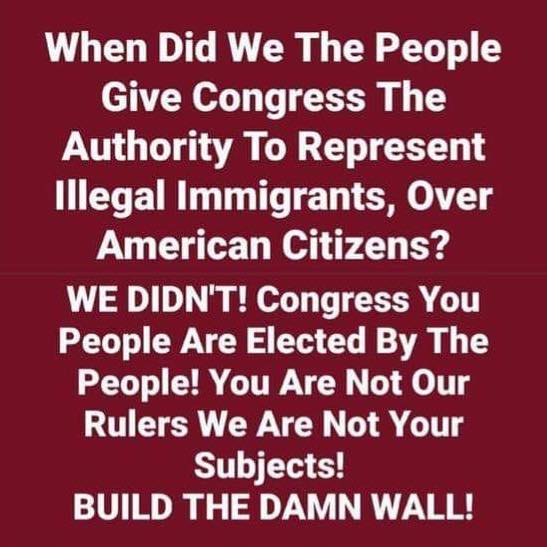 When Did We The People
Give Congress The
Authority To Represent
Illegal Immigrants, Over
American Citizens?
WE DIDN'T! Congress You
People Are Elected By The
People! You Are Not Our
Rulers We Are Not Your
Subjects!
BUILD THE DAMN WALL!